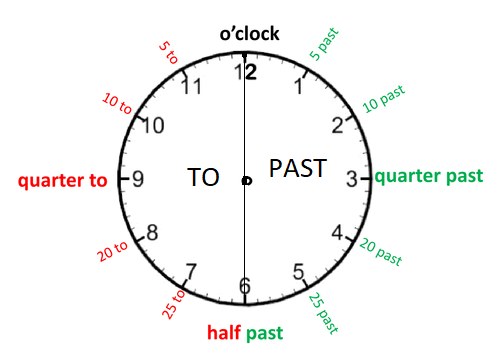 o'clock
5 to
5 past
12
11
1
10 to
10 past
10
2
quarter to
9
TO
PAST
3
quarter past
8
4
20 to
20 past
7
5
25 to
6
25 past
half past